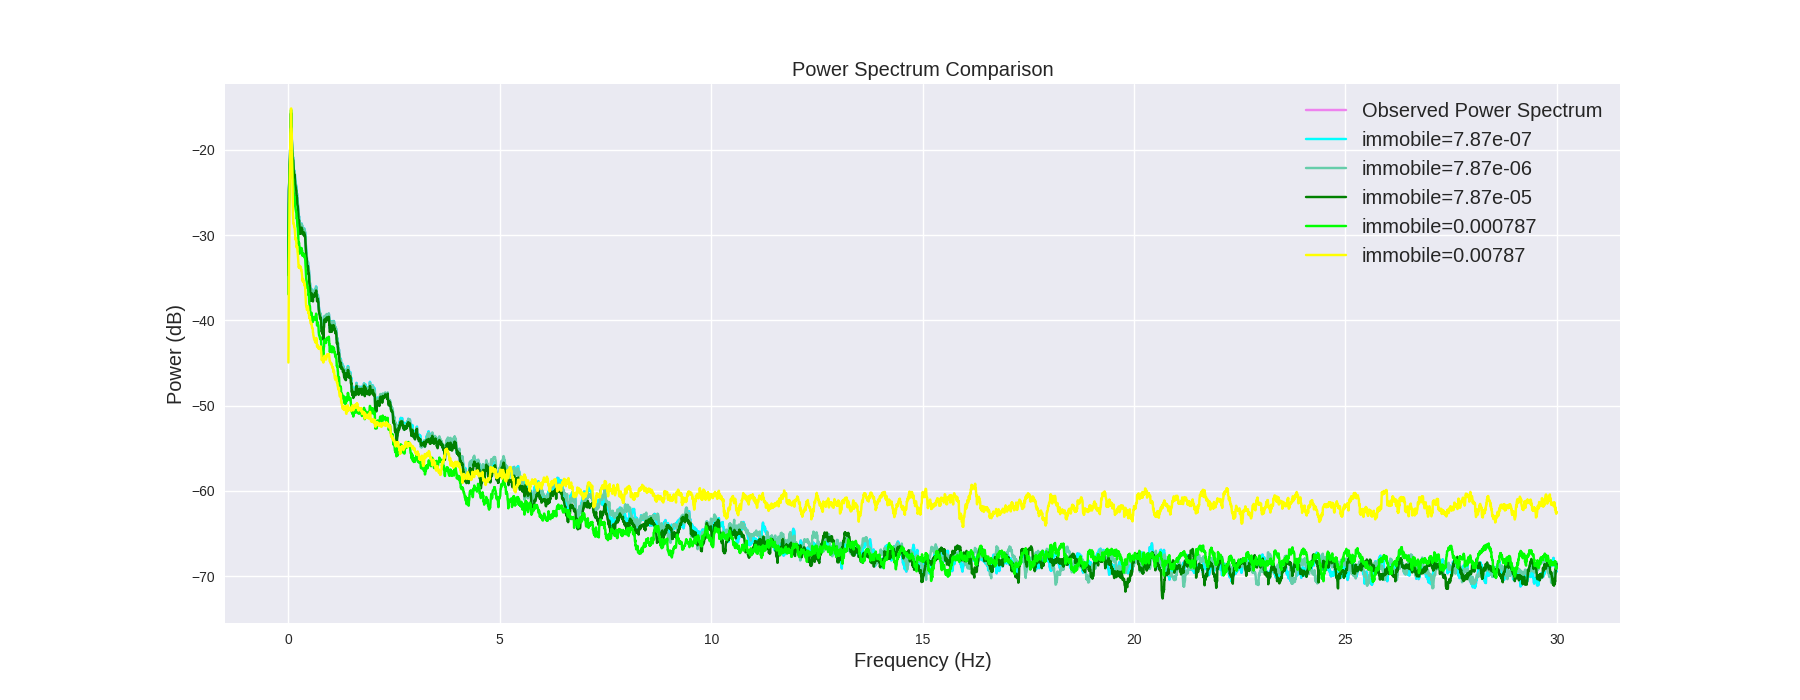 Power Spectrum Comparison
Observed Power Spectrum
immobile=7.87e-07
immobile=7.87e-06
immobile=7.87e-05
immobile=0.000787
immobile=0.00787
Power (dB)
−20
−30
−40
−50
−60
−70
0 5 10 15 20 25 30
Frequency (Hz)